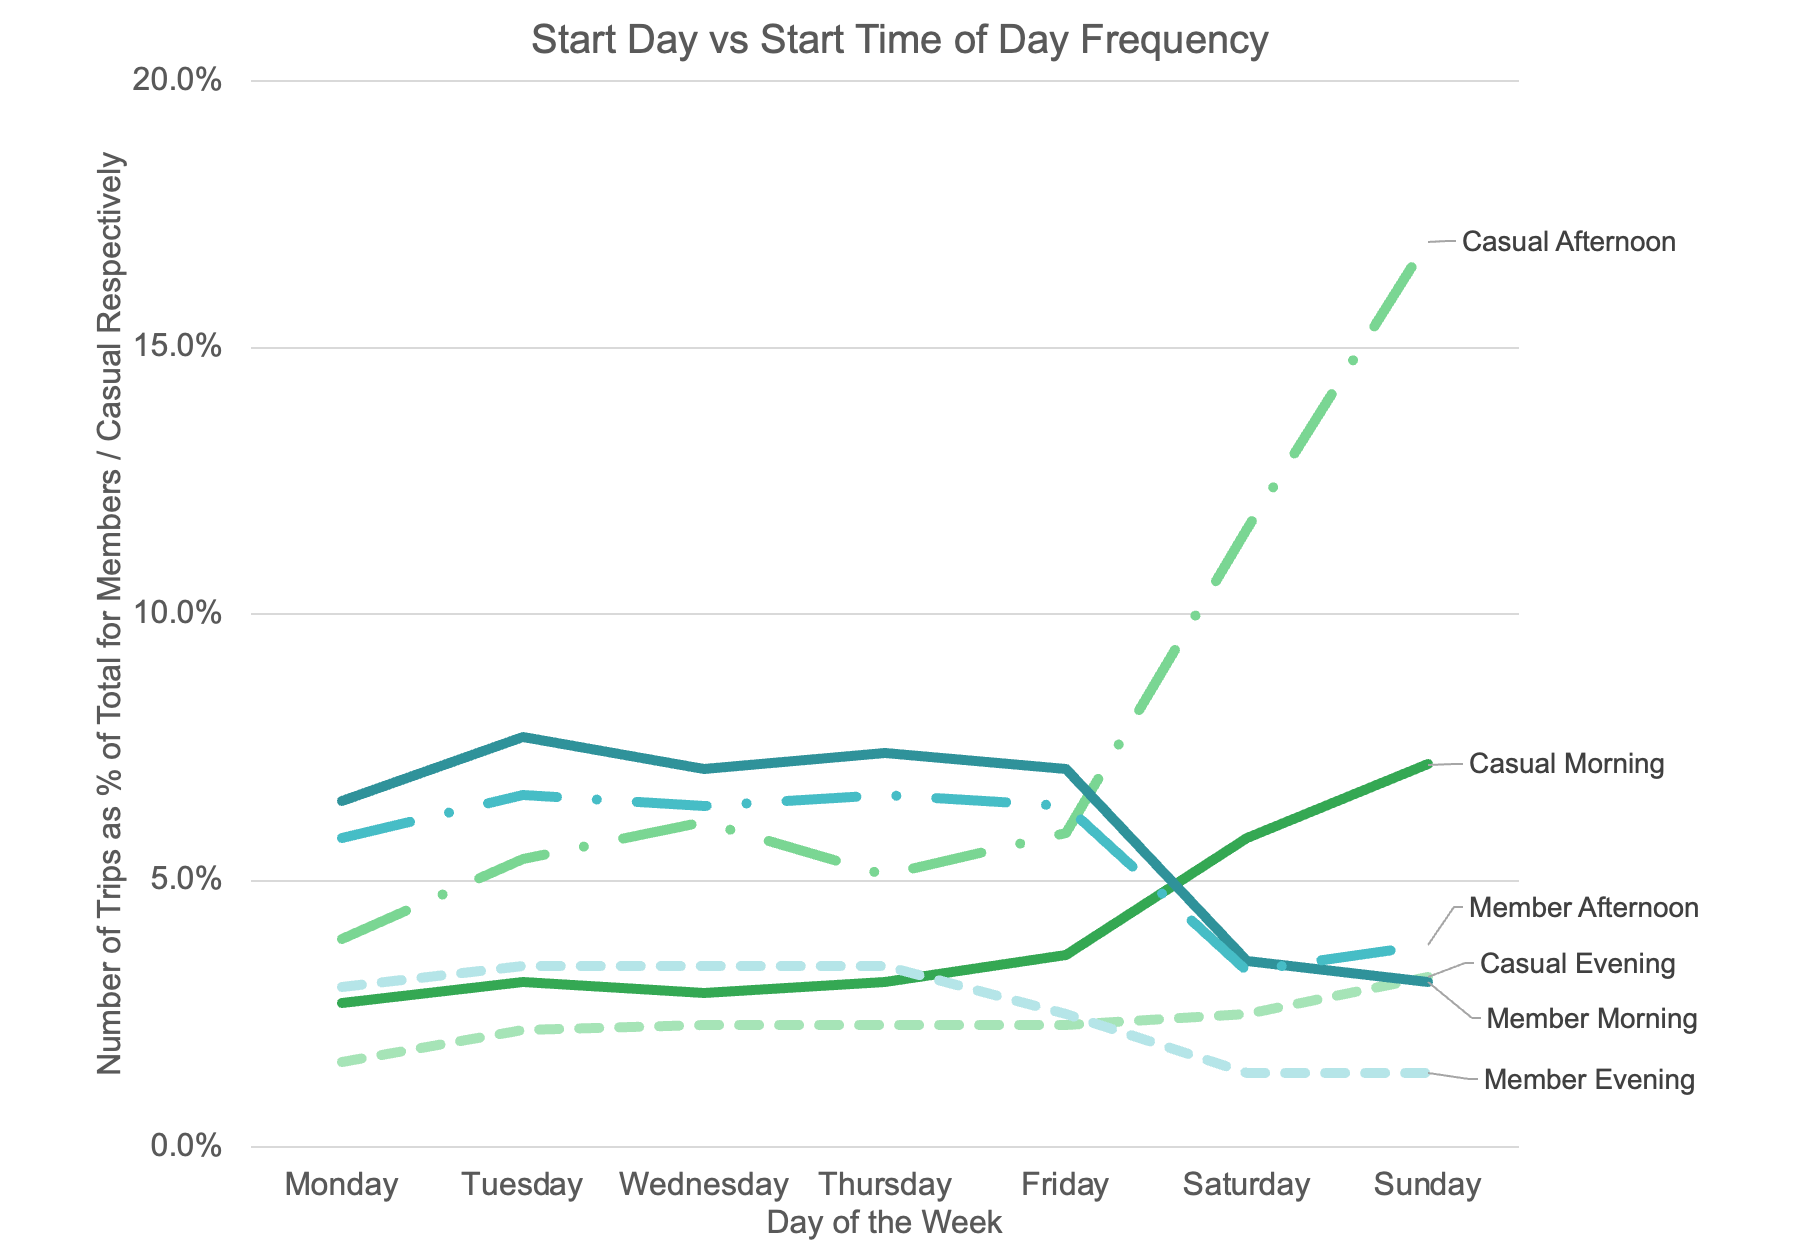 Start Day vs Start Time of Day Frequency
Number of Trips as % of Total for Members / Casual Respectively
20.0%
15.0%
10.0%
5.0%
0.0%
Casual Afternoon
Casual Morning
Member Afternoon
Casual Evening
Member Morning
Member Evening
Monday Tuesday Wednesday Thursday Friday Saturday Sunday
Day of the Week